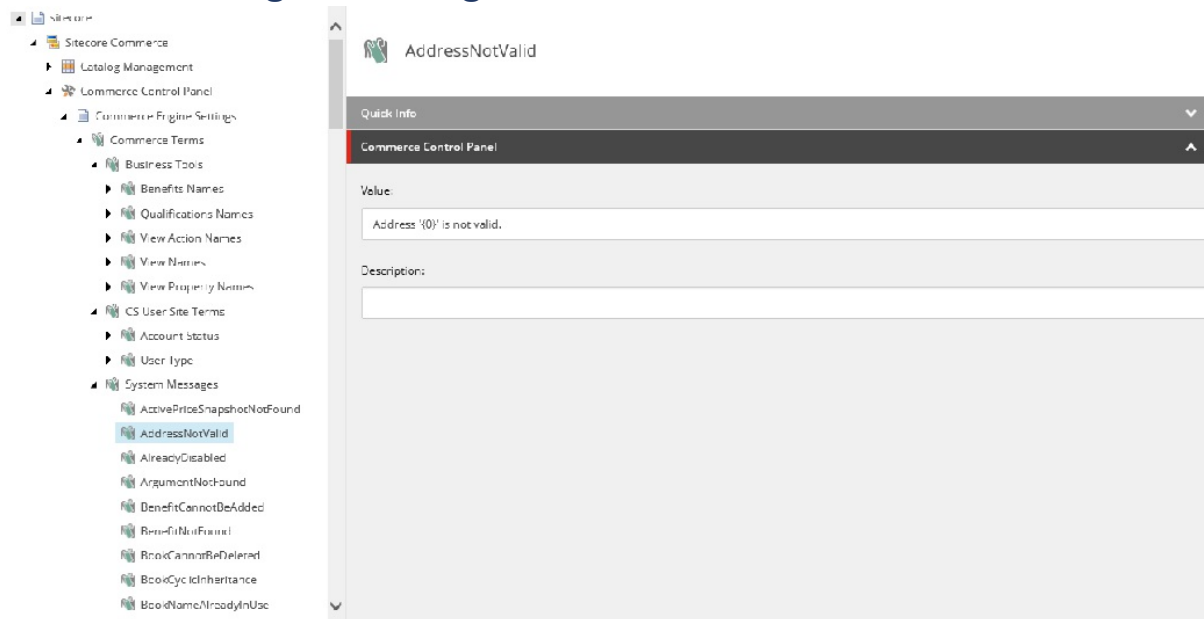 sitecore
Sitecore Commerce
Catalog Management
Commerce Control Panel
Commerce Engine Settings
Commerce Terms
Business Tools
Benefits Names
Qualifications Names
View Action Names
View Names
View Property Names
CS User Site Terms
Account Status
User Type
System Messages
ActivePriceSnapshotNotFound
AddressNotValid
AlreadyDisabled
ArgumentNotFound
BenefitCannotBeAdded
BenefitNotFound
BookCannotBeDeleted
BookCyclicInheritance
BookNameAlreadyInUse
AddressNotValid
Quick Info
Commerce Control Panel
Value:
Address '{0}' is not valid.
Description: